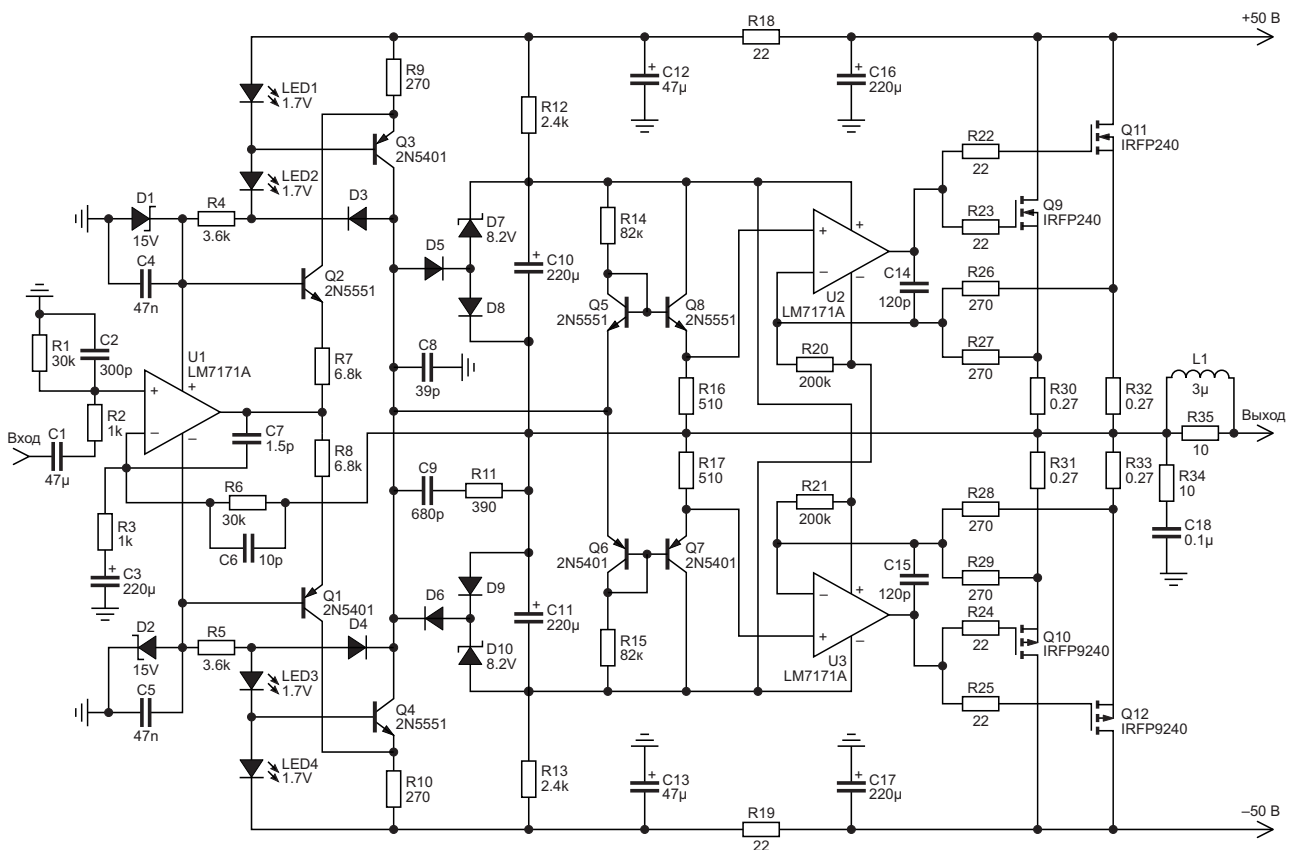 R18
22
+50 В
LED1
1.7V
R9
270
C12
47µ
C16
220µ
R12
2.4k
Q3
2N5401
Q11
IRFP240
R22
22
LED2
1.7V
D1
15V
R4
3.6k
D3
D7
8.2V
R14
82к
Q9
IRFP240
R23
22
C4
47n
Q2
2N5551
D5
C10
220µ
U2
LM7171A
C14
120p
R26
270
D8
Q5
2N5551
Q8
2N5551
R1
30k
C2
300p
U1
LM7171A
R7
6.8k
C8
39p
R20
200k
R27
270
L1
3µ
R16
510
R30
0.27
R32
0.27
R2
1k
Вход
C1
47µ
C7
1.5p
R8
6.8k
R35
10
Выход
R6
30k
C6
10p
C9
680p
R11
390
R17
510
R31
0.27
R33
0.27
R34
10
R21
200k
R28
270
C18
0.1µ
R3
1k
C3
220µ
Q6
2N5401
Q7
2N5401
D9
C15
120p
R29
270
Q1
2N5401
D6
C11
220µ
R24
22
Q10
IRFP9240
D2
15V
R5
3.6k
D4
D10
8.2V
R15
82к
U3
LM7171A
R25
22
LED3
1.7V
C5
47n
Q4
2N5551
Q12
IRFP9240
LED4
1.7V
R10
270
R13
2.4k
C13
47µ
C17
220µ
R19
22
–50 В